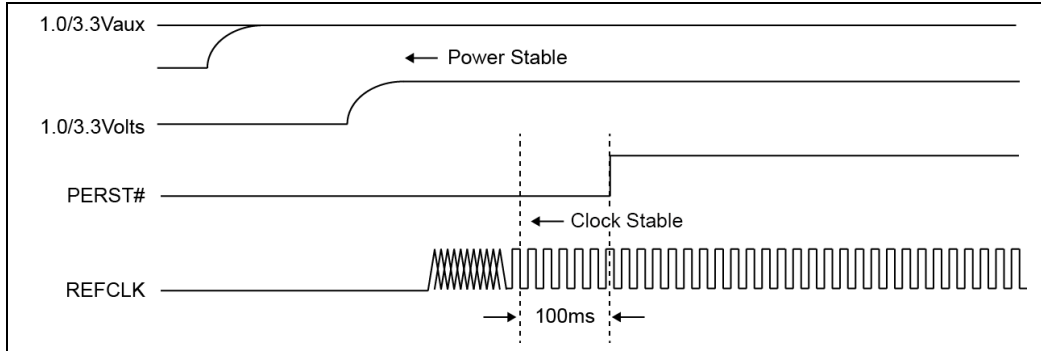 1.0/3.3Vaux
Power Stable
1.0/3.3Volts
PERST#
Clock Stable
REFCLK
100ms